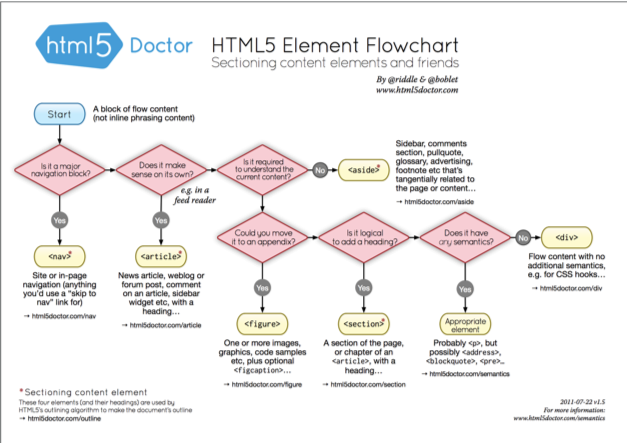 html5 Doctor
HTML5 Element Flowchart
Sectioning content elements and friends
By @riddle & @boblet
www.html5doctor.com
Start
A block of flow content
(not inline phrasing content)
Is it a major
navigation block?
Does it make
sense on its own?
e.g. in a
feed reader
Is it required
to understand the
current content?
No
<aside>*
Sidebar, comments
section, pullquote,
glossary, advertising,
footnote etc that's
tangentially related to
the page or content…
→ html5doctor.com/aside
Yes
<nav>*
Site or in-page
navigation (anything
you'd use a "skip to
nav" link for)
→ html5doctor.com/nav
Yes
<article>*
News article, weblog or
forum post, comment
on an article, sidebar
widget etc, with a
heading…
→ html5doctor.com/article
Could you move
it to an appendix?
Is it logical
to add a heading?
Does it have
any semantics?
No
<div>
Flow content with no
additional semantics,
e.g. for CSS hooks…
→ html5doctor.com/div
Yes
<figure>
One or more images,
graphics, code samples
etc, plus optional
<figcaption>…
→ html5doctor.com/figure
Yes
<section>*
A section of the page,
or chapter of an
<article>, with a
heading…
→ html5doctor.com/section
Yes
Appropriate
element
Probably <p>, but
possibly <address>,
<blockquote>, <pre>…
→ html5doctor.com/semantics
*Sectioning content element
These four elements (and their headings) are used by
HTML5's outlining algorithm to make the document's outline
→ html5doctor.com/outline
2011-07-22 v1.5
For more information:
www.html5doctor.com/semantics